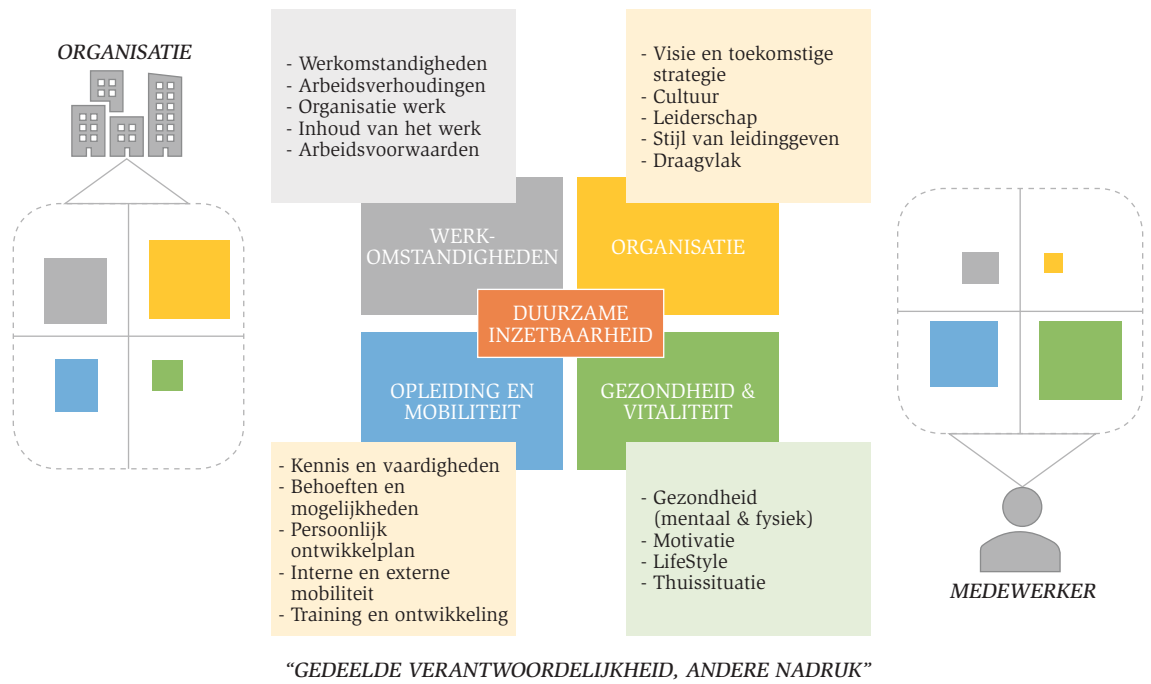 ORGANISATIE
- Werkomstandigheden
- Arbeidsverhoudingen
- Organisatie werk
- Inhoud van het werk
- Arbeidsvoorwaarden
- Visie en toekomstige
strategie
- Cultuur
- Leiderschap
- Stijl van leidinggeven
- Draagvlak
WERK-
OMSTANDIGHEDEN
ORGANISATIE
DUURZAME
INZETBAARHEID
OPLEIDING EN
MOBILITEIT
GEZONDHEID &
VITALITEIT
- Kennis en vaardigheden
- Behoeften en
mogelijkheden
- Persoonlijk
ontwikkelplan
- Interne en externe
mobiliteit
- Training en ontwikkeling
- Gezondheid
(mentaal & fysiek)
- Motivatie
- LifeStyle
- Thuissituatie
MEDEWERKER
“GEDEELDE VERANTWOORDELIJKHEID, ANDERE NADRUK”